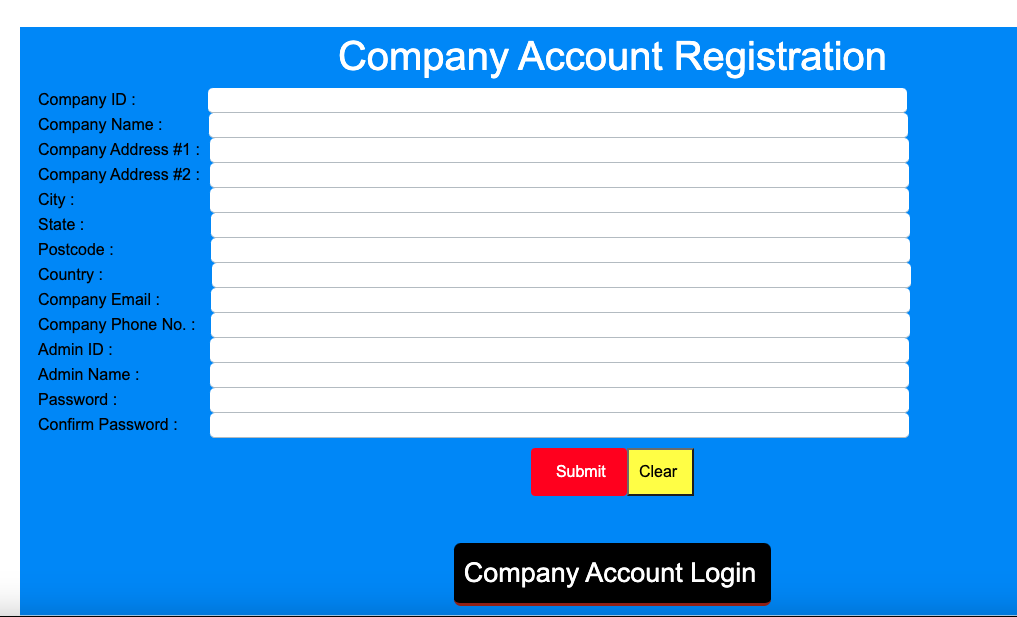 Company Account Registration
Company ID :
Company Name :
Company Address #1 :
Company Address #2 :
City :
State :
Postcode :
Country :
Company Email :
Company Phone No. :
Admin ID :
Admin Name :
Password :
Confirm Password :
Submit Clear
Company Account Login